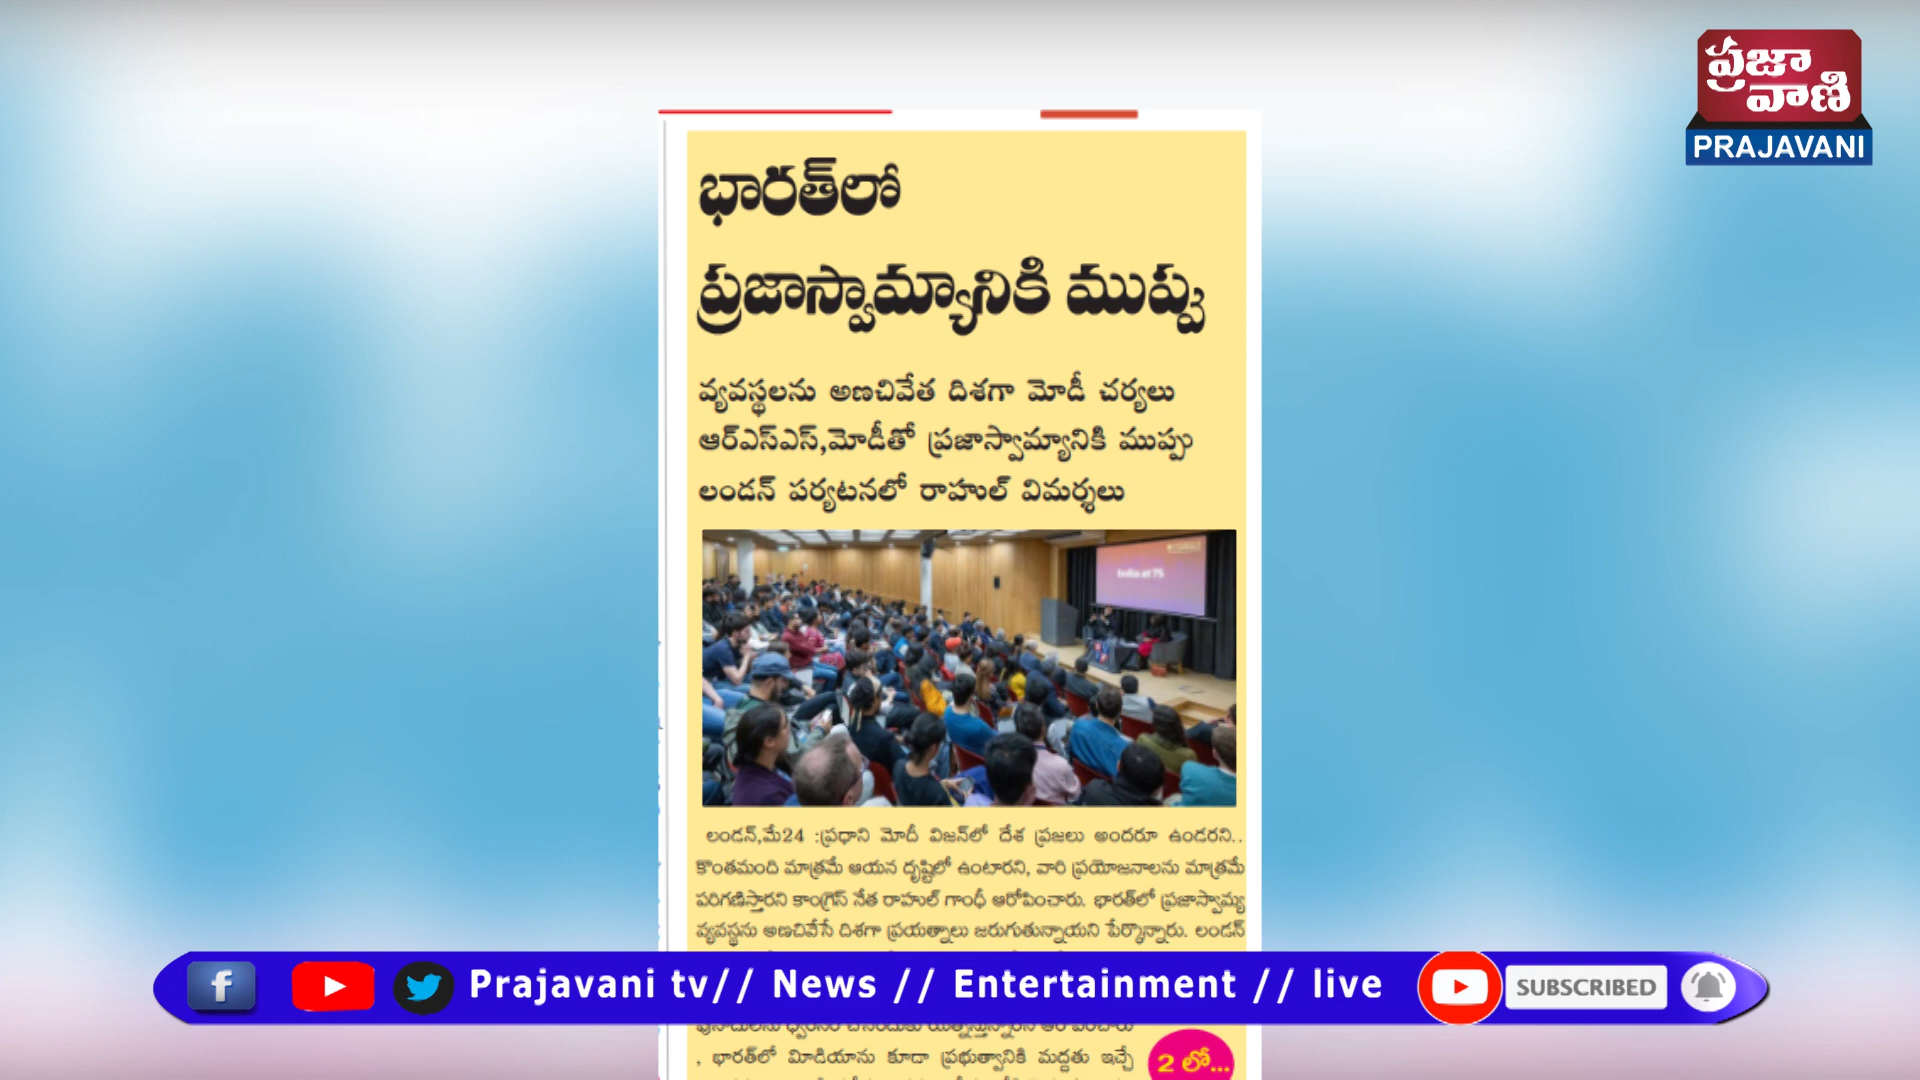 ప్రజా
వాణి
PRAJAVANI
భారత్‌లో
ప్రజాస్వామ్యానికి ముప్పు
వ్యవస్థలను అణచివేత దిశగా మోడీ చర్యలు
ఆర్ఎస్ఎస్,మోడీతో ప్రజాస్వామ్యానికి ముప్పు
లండన్ పర్యటనలో రాహుల్ విమర్శలు
India at 75
లండన్,మే24 :ప్రధాని మోదీ విజన్‌లో దేశ ప్రజలు అందరూ ఉండరని..
కొంతమంది మాత్రమే ఆయన దృష్టిలో ఉంటారని, వారి ప్రయోజనాలను మాత్రమే
పరిగణిస్తారని కాంగ్రెస్ నేత రాహుల్ గాంధీ ఆరోపించారు. భారత్‌లో ప్రజాస్వామ్య
వ్యవస్థను అణచివేసే దిశగా ప్రయత్నాలు జరుగుతున్నాయని పేర్కొన్నారు. లండన్
Prajavani tv// News // Entertainment // live
SUBSCRIBED
, భారత్‌లో మీడియాను కూడా ప్రభుత్వానికి మద్దతు ఇచ్చే
2 లో...